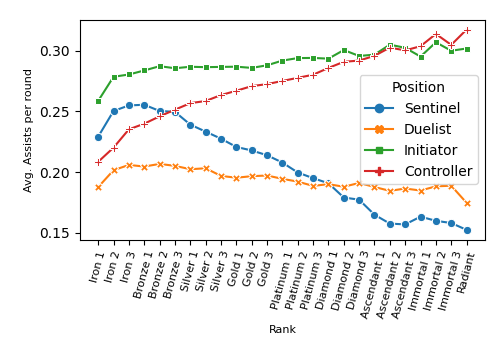 Avg. Assists per round
0.30
0.25
0.20
0.15
Position
Sentinel
Duelist
Initiator
Controller
Iron 1
Iron 2
Iron 3
Bronze 1
Bronze 2
Bronze 3
Silver 1
Silver 2
Silver 3
Gold 1
Gold 2
Gold 3
Platinum 1
Platinum 2
Platinum 3
Diamond 1
Diamond 2
Diamond 3
Ascendant 1
Ascendant 2
Ascendant 3
Immortal 1
Immortal 2
Immortal 3
Radiant
Rank